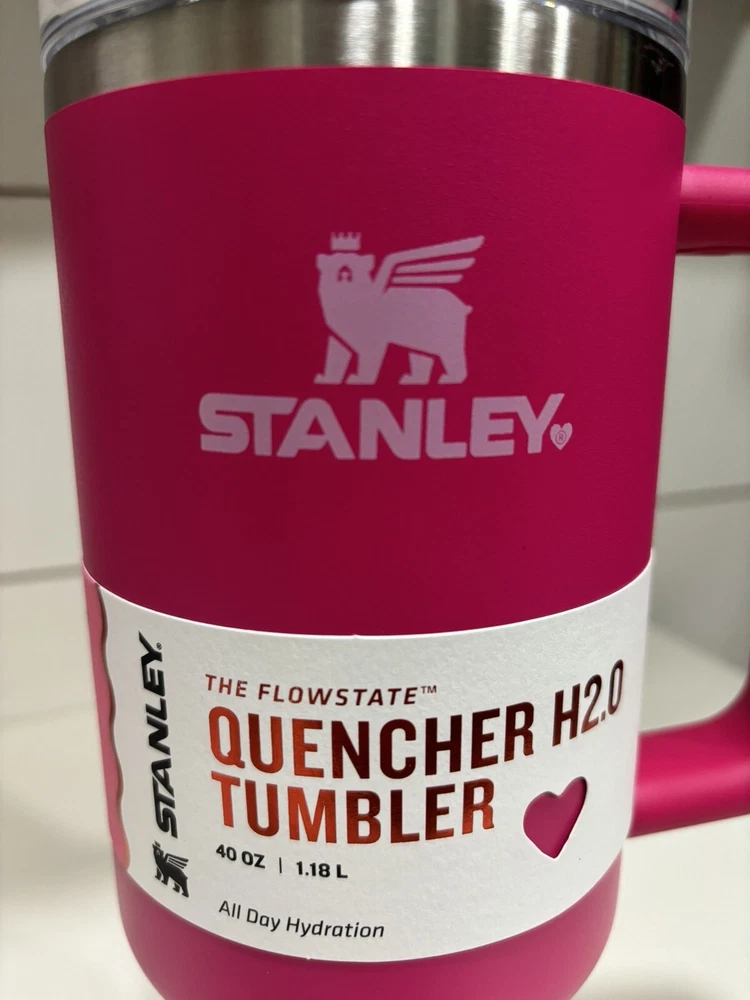 STANLEY®
STANLEY®
THE FLOWSTATE™
QUENCHER H2.0
TUMBLER
40 OZ | 1.18 L
All Day Hydration